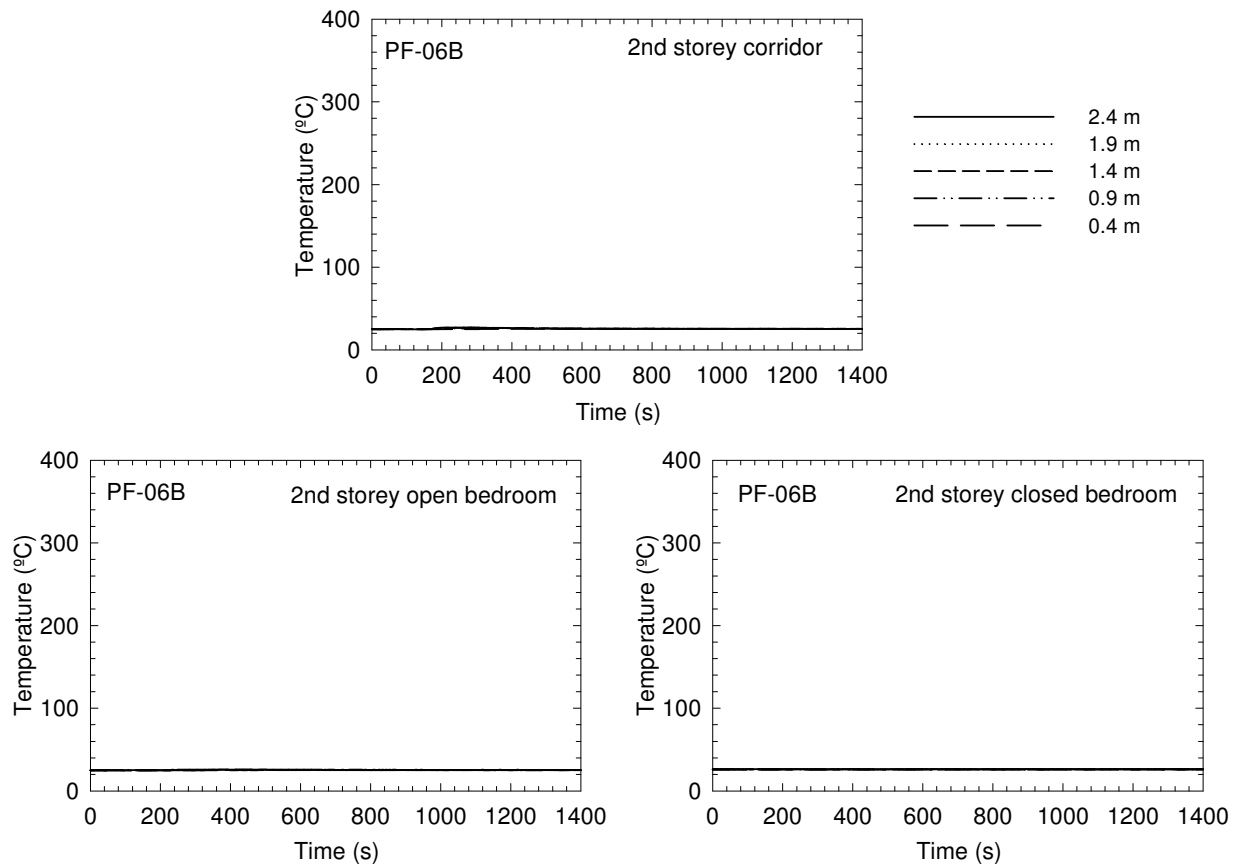 PF-06B 2nd storey corridor
400
300
200
100
0
Temperature (ºC)
0 200 400 600 800 1000 1200 1400
Time (s)
2.4 m
1.9 m
1.4 m
0.9 m
0.4 m
PF-06B 2nd storey open bedroom
400
300
200
100
0
Temperature (ºC)
0 200 400 600 800 1000 1200 1400
Time (s)
PF-06B 2nd storey closed bedroom
400
300
200
100
0
Temperature (ºC)
0 200 400 600 800 1000 1200 1400
Time (s)